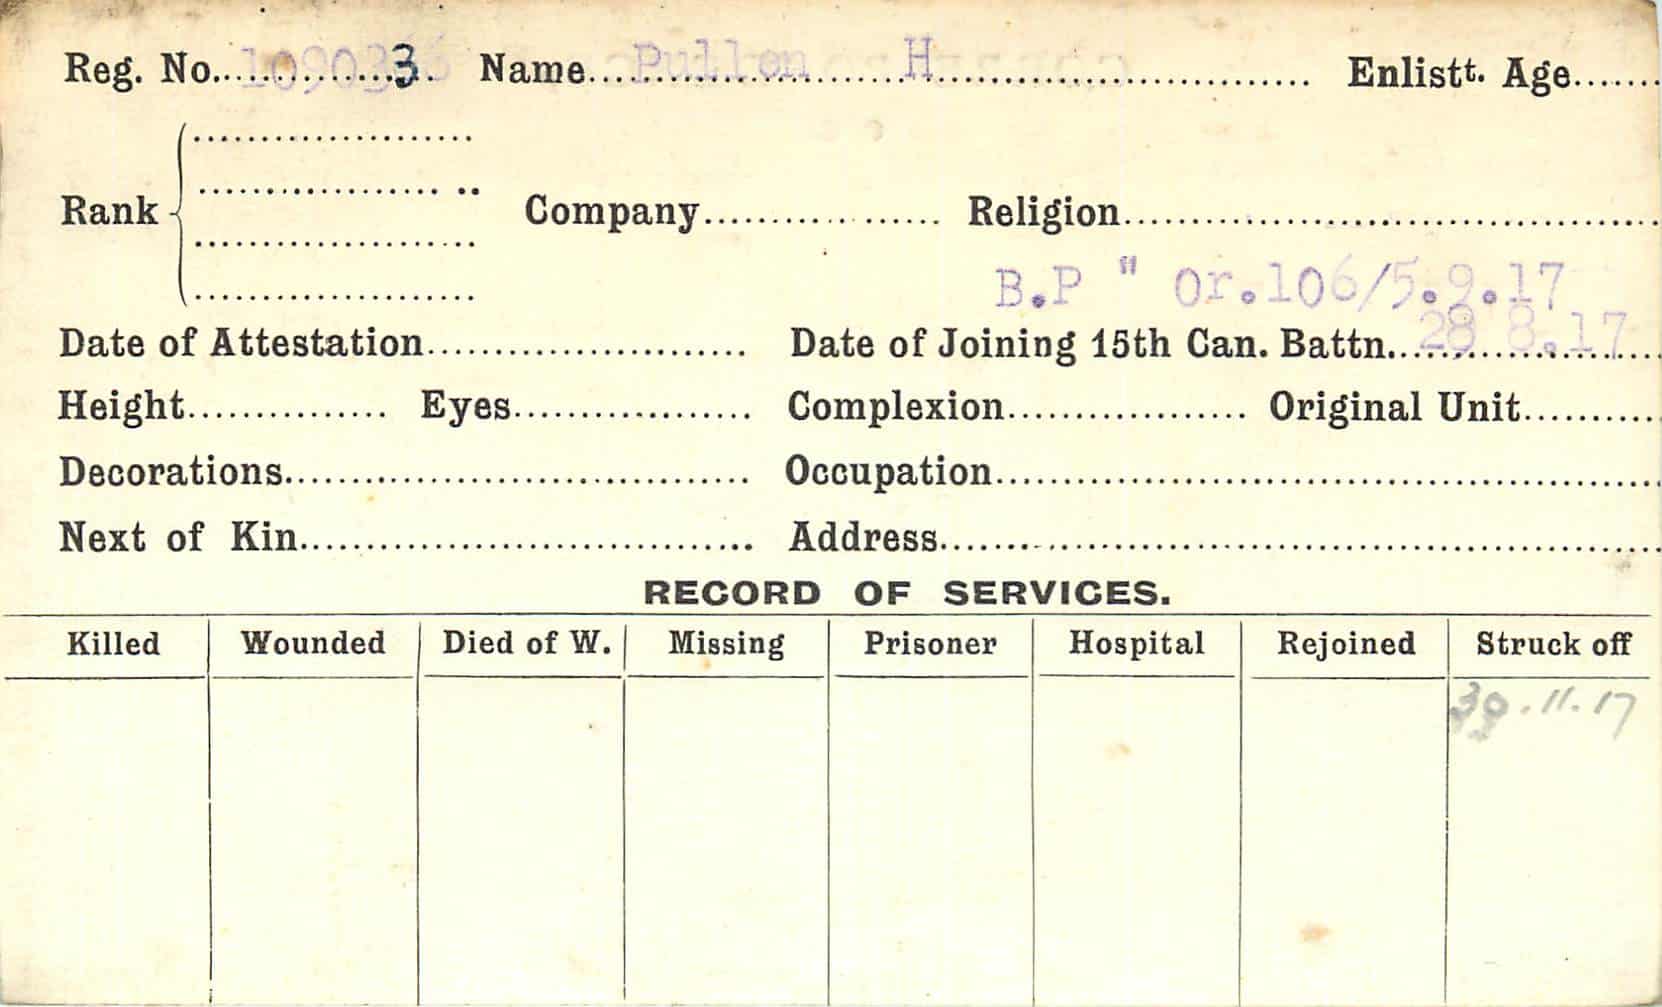 Reg. No. 109033 Name Pullen H Enlistt. Age
Rank Company Religion
B.P " Or.106/5.9.17
Date of Attestation Date of Joining 15th Can. Battn. 28 8.17
Height Eyes Complexion Original Unit
Decorations Occupation
Next of Kin Address
RECORD OF SERVICES.
Killed Wounded Died of W. Missing Prisoner Hospital Rejoined Struck off
.11.17